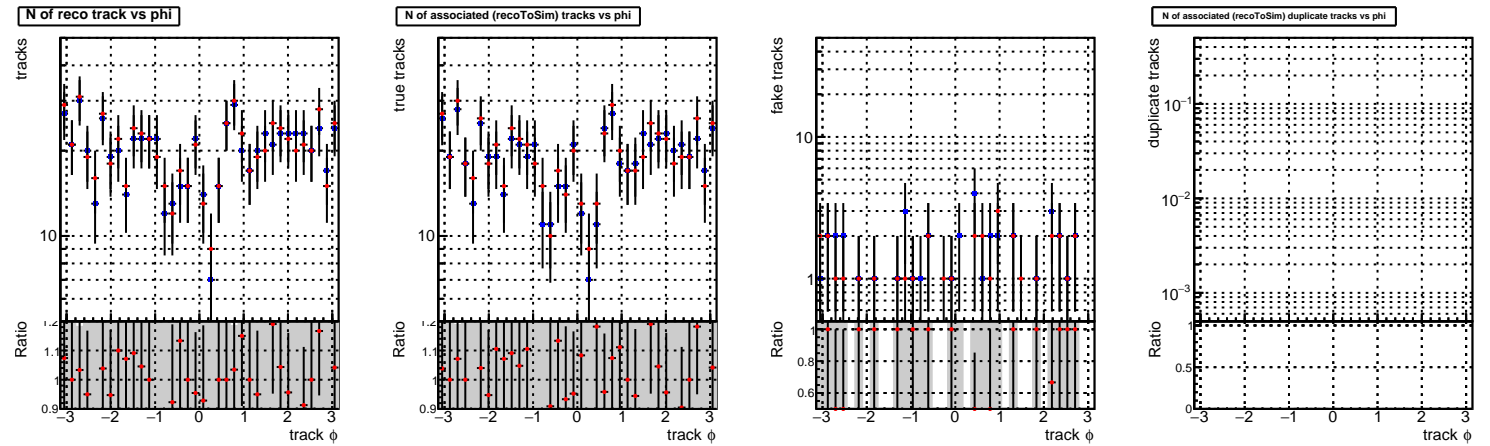 N of reco track vs phi
tracks
10
Ratio
1.2
1.1
1
0.9
−3 −2 −1 0 1 2 3
track ϕ
N of associated (recoToSim) tracks vs phi
true tracks
10
Ratio
1.2
1.1
1
0.9
−3 −2 −1 0 1 2 3
track ϕ
fake tracks
10
1
Ratio
1
0.8
0.6
−3 −2 −1 0 1 2 3
track ϕ
N of associated (recoToSim) duplicate tracks vs phi
duplicate tracks
10⁻¹
10⁻²
10⁻³
Ratio
1
0.5
0
−3 −2 −1 0 1 2 3
track ϕ